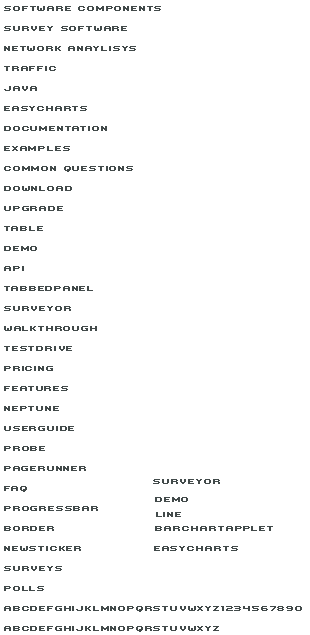 SOFTWARE COMPONENTS
SURVEY SOFTWARE
NETWORK ANAYLISYS
TRAFFIC
JAVA
EASYCHARTS
DOCUMENTATION
EXAMPLES
COMMON QUESTIONS
DOWNLOAD
UPGRADE
TABLE
DEMO
API
TABBEDPANEL
SURVEYOR
WALKTHROUGH
TESTDRIVE
PRICING
FEATURES
NEPTUNE
USERGUIDE
PROBE
PAGERUNNER
FAQ
PROGRESSBAR
BORDER
NEWSTICKER
SURVEYOR
DEMO
LINE
BARCHARTAPPLET
EASYCHARTS
SURVEYS
POLLS
ABCDEFGHIJKLMNOPQRSTUVWXYZ1234567890
ABCDEFGHIJKLMNOPQRSTUVWXYZ